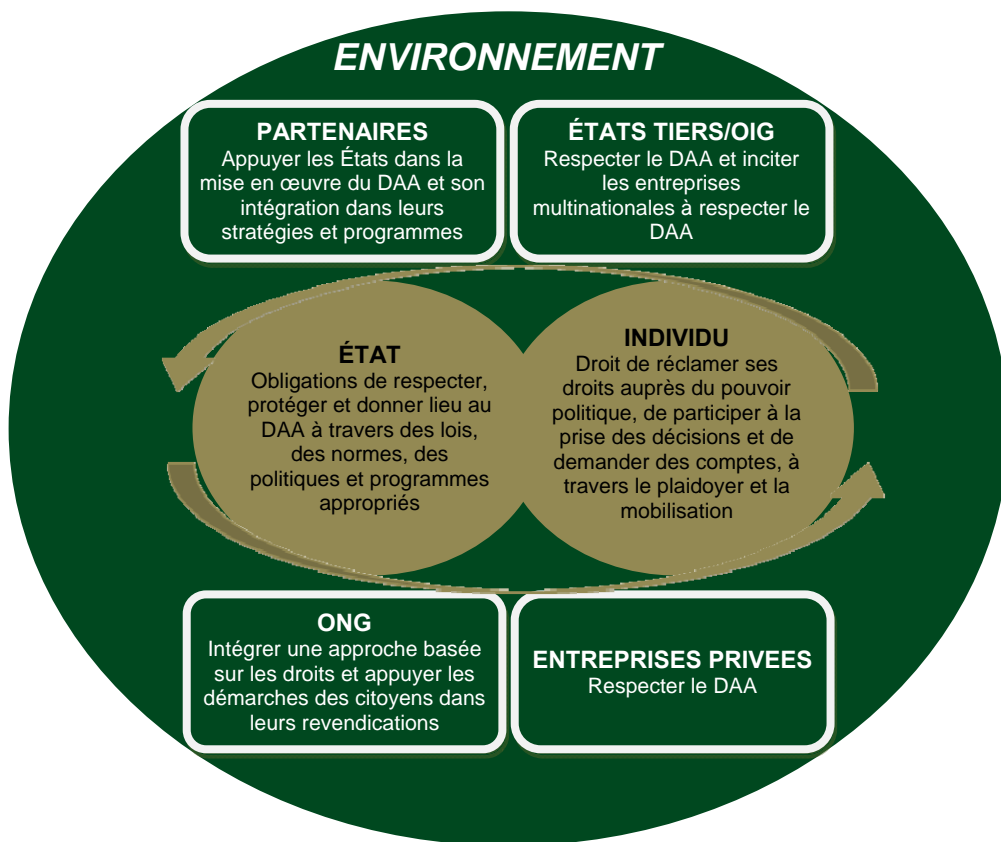 ENVIRONNEMENT
PARTENAIRES
Appuyer les États dans la
mise en œuvre du DAA et son
intégration dans leurs
stratégies et programmes
ÉTATS TIERS/OIG
Respecter le DAA et inciter
les entreprises
multinationales à respecter le
DAA
ÉTAT
Obligations de respecter,
protéger et donner lieu au
DAA à travers des lois,
des normes, des
politiques et programmes
appropriés
INDIVIDU
Droit de réclamer ses
droits auprès du pouvoir
politique, de participer à la
prise des décisions et de
demander des comptes, à
travers le plaidoyer et la
mobilisation
ONG
Intégrer une approche basée
sur les droits et appuyer les
démarches des citoyens dans
leurs revendications
ENTREPRISES PRIVEES
Respecter le DAA